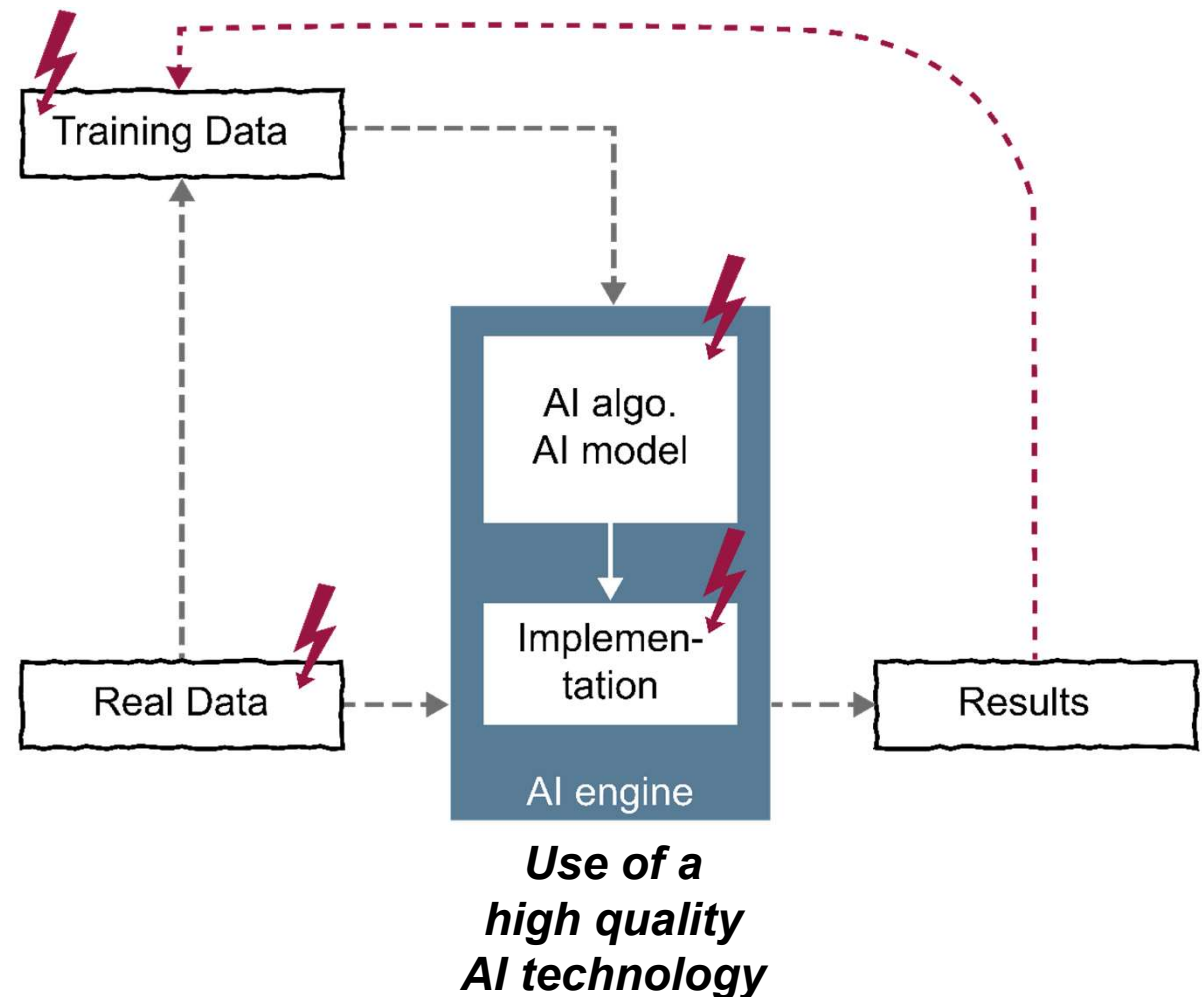 Training Data
AI algo.
AI model
Implemen-
tation
Real Data
Results
AI engine
Use of a
high quality
AI technology